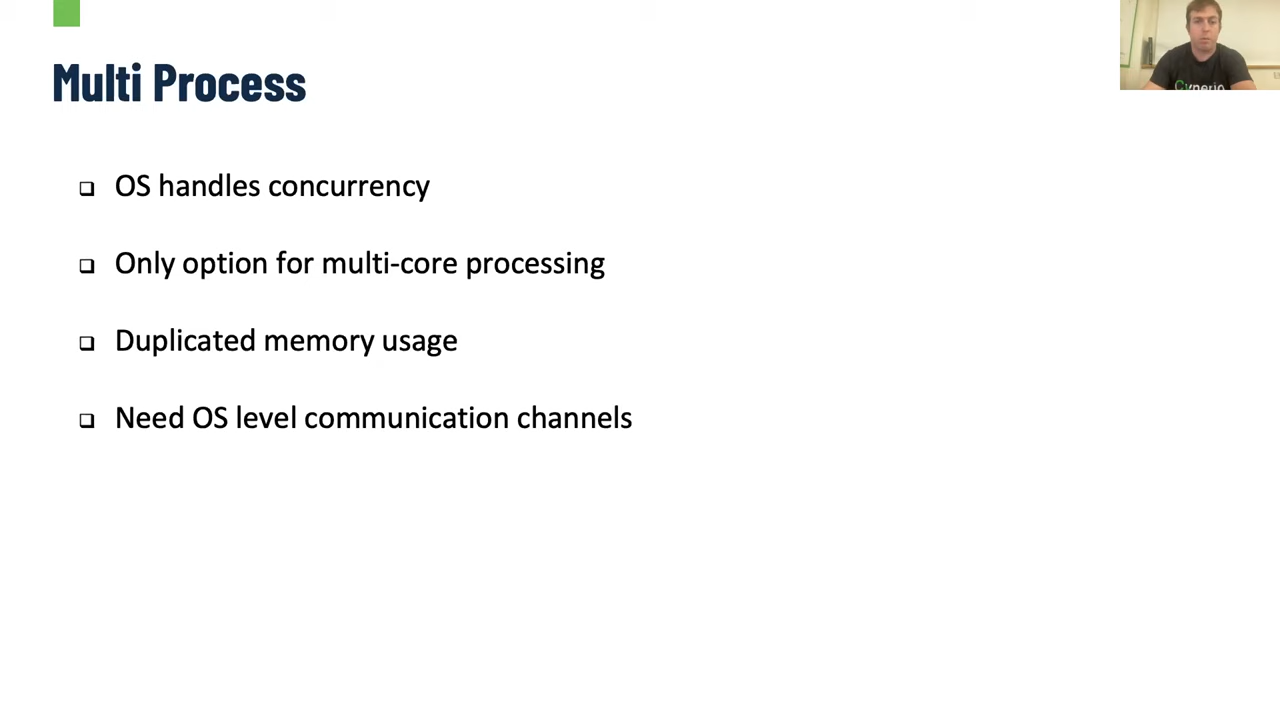 Multi Process
OS handles concurrency
Only option for multi-core processing
Duplicated memory usage
Need OS level communication channels
Cynerio